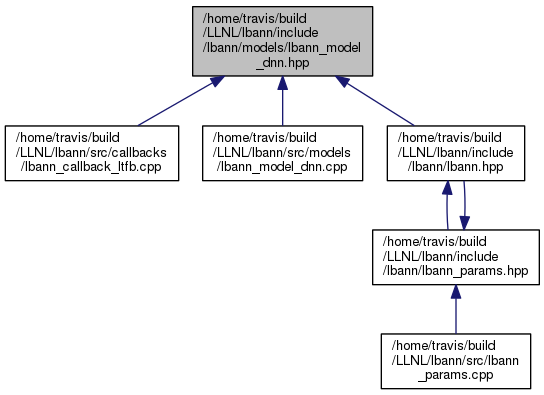 /home/travis/build
/LLNL/lbann/include
/lbann/models/lbann_model
_dnn.hpp
/home/travis/build
/LLNL/lbann/src/callbacks
/lbann_callback_ltfb.cpp
/home/travis/build
/LLNL/lbann/src/models
/lbann_model_dnn.cpp
/home/travis/build
/LLNL/lbann/include
/lbann/lbann.hpp
/home/travis/build
/LLNL/lbann/include
/lbann/lbann_params.hpp
/home/travis/build
/LLNL/lbann/src/lbann
_params.cpp